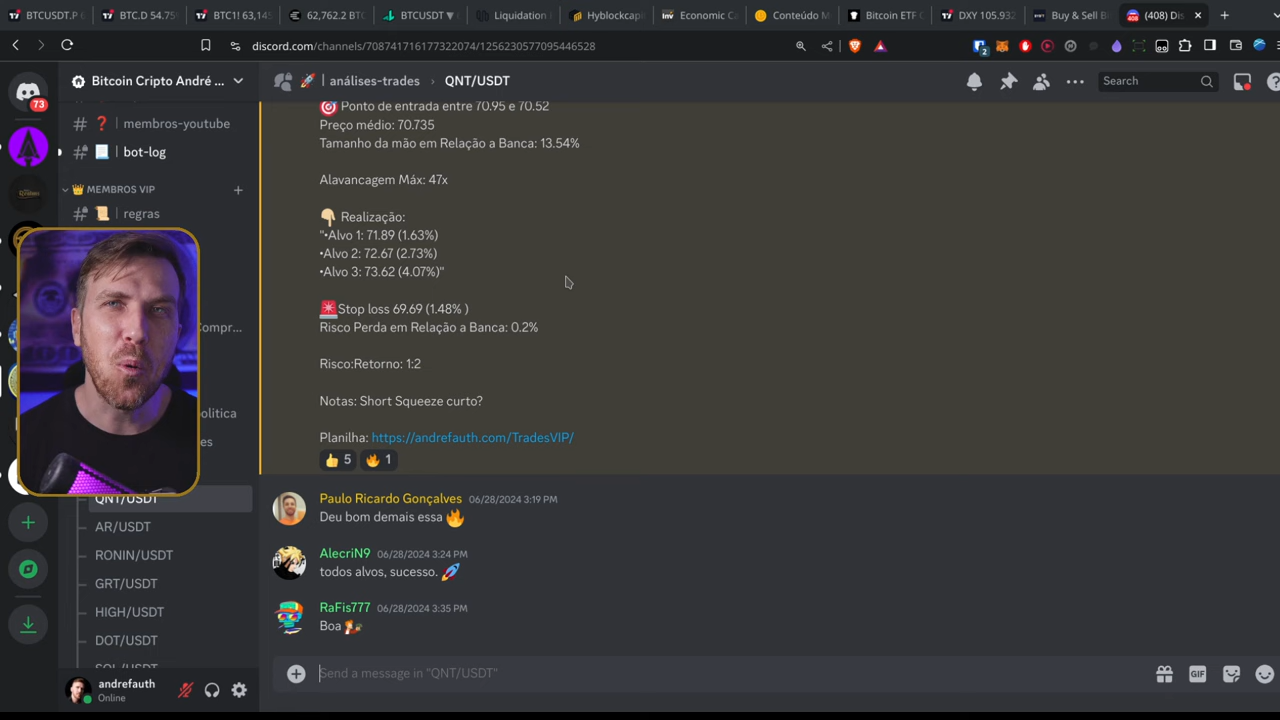 BTCUSDT.P 6
BTC.D 54.75
BTC1! 63,145
62,762.2 BTC
BTCUSDT ▼
Liquidation
Hyblockcap
Economic Ca
Conteúdo M
Bitcoin ETF
DXY 105.932
Buy & Sell B
(408) Dis
discord.com/channels/708741716177322074/1256230577095446528
2
73
Bitcoin Cripto André ...
# ❓ membros-youtube
bot-log
MEMBROS VIP
regras
Compr...
QNT/USDT
AR/USDT
RONIN/USDT
GRT/USDT
HIGH/USDT
DOT/USDT
andrefauth
Online
🚀 | análises-trades › QNT/USDT
Search
🎯 Ponto de entrada entre 70.95 e 70.52
Preço médio: 70.735
Tamanho da mão em Relação a Banca: 13.54%
Alavancagem Máx: 47x
👇🏻 Realização:
"•Alvo 1: 71.89 (1.63%)
•Alvo 2: 72.67 (2.73%)
•Alvo 3: 73.62 (4.07%)"
🚨Stop loss 69.69 (1.48% )
Risco Perda em Relação a Banca: 0.2%
Risco:Retorno: 1:2
Notas: Short Squeeze curto?
Planilha: https://andrefauth.com/TradesVIP/
👍 5 🔥 1
Paulo Ricardo Gonçalves 06/28/2024 3:19 PM
Deu bom demais essa 🔥
AlecriN9 06/28/2024 3:24 PM
todos alvos, sucesso. 🚀
RaFis777 06/28/2024 3:35 PM
Boa
Send a message in "QNT/USDT"
GIF